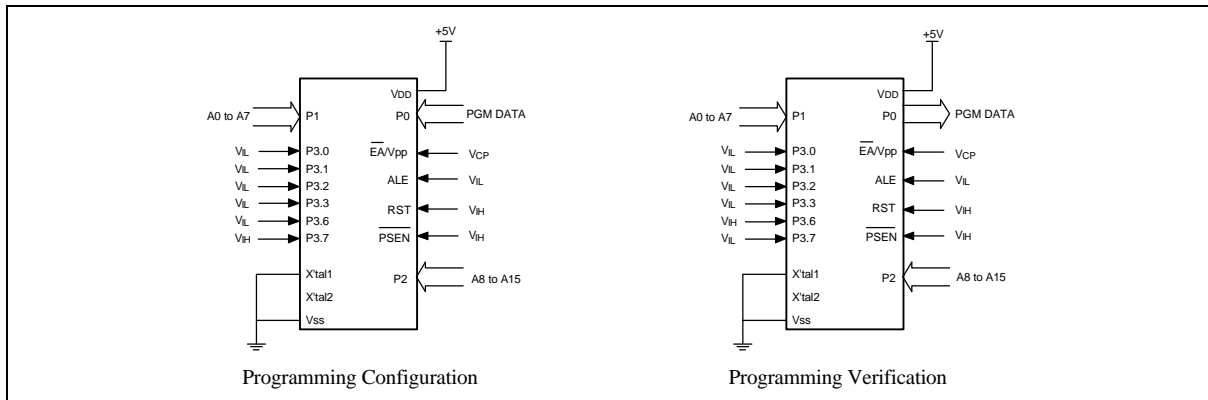 +5V
VDD
A0 to A7
P1
P0
PGM DATA
VIL
P3.0
EA/Vpp
VCP
VIL
P3.1
VIL
P3.2
ALE
VIL
VIL
P3.3
RST
VIH
VIL
P3.6
VIH
P3.7
PSEN
VIH
X'tal1
P2
A8 to A15
X'tal2
Vss
Programming Configuration
+5V
VDD
A0 to A7
P1
P0
PGM DATA
VIL
P3.0
EA/Vpp
VCP
VIL
P3.1
VIL
P3.2
ALE
VIL
VIL
P3.3
RST
VIH
VIH
P3.6
VIL
P3.7
PSEN
VIH
X'tal1
P2
A8 to A15
X'tal2
Vss
Programming Verification